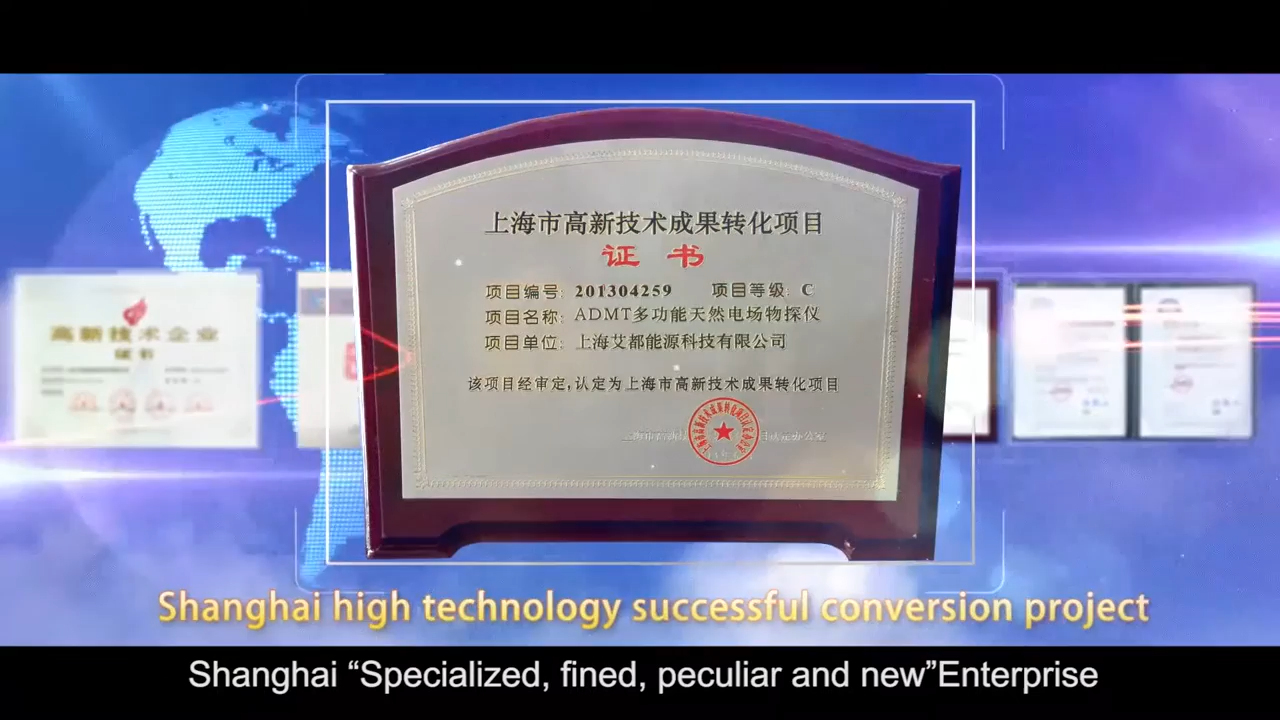 上海市高新技术成果转化项目
证书
项目编号: 201304259 项目等级: C
项目名称: ADMT多功能天然电场物探仪
项目单位: 上海艾都能源科技有限公司
该项目经审定,认定为上海市高新技术成果转化项目
高新技术企业
证书
Shanghai high technology successful conversion project
Shanghai “Specialized, fined, peculiar and new”Enterprise